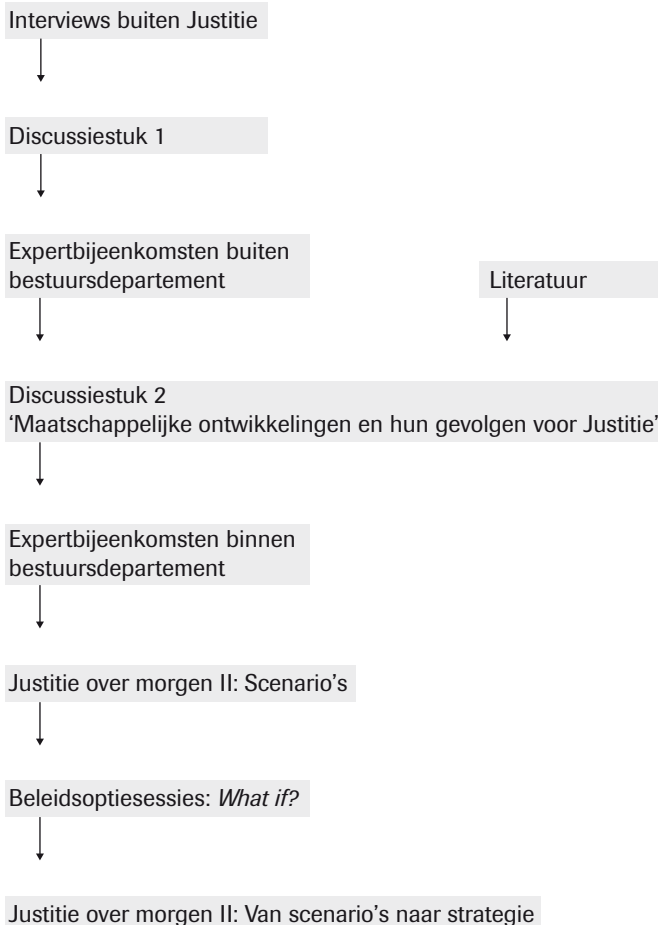 Interviews buiten Justitie
Discussiestuk 1
Expertbijeenkomsten buiten
bestuursdepartement
Literatuur
Discussiestuk 2
‘Maatschappelijke ontwikkelingen en hun gevolgen voor Justitie’
Expertbijeenkomsten binnen
bestuursdepartement
Justitie over morgen II: Scenario’s
Beleidsoptiesessies: What if?
Justitie over morgen II: Van scenario’s naar strategie